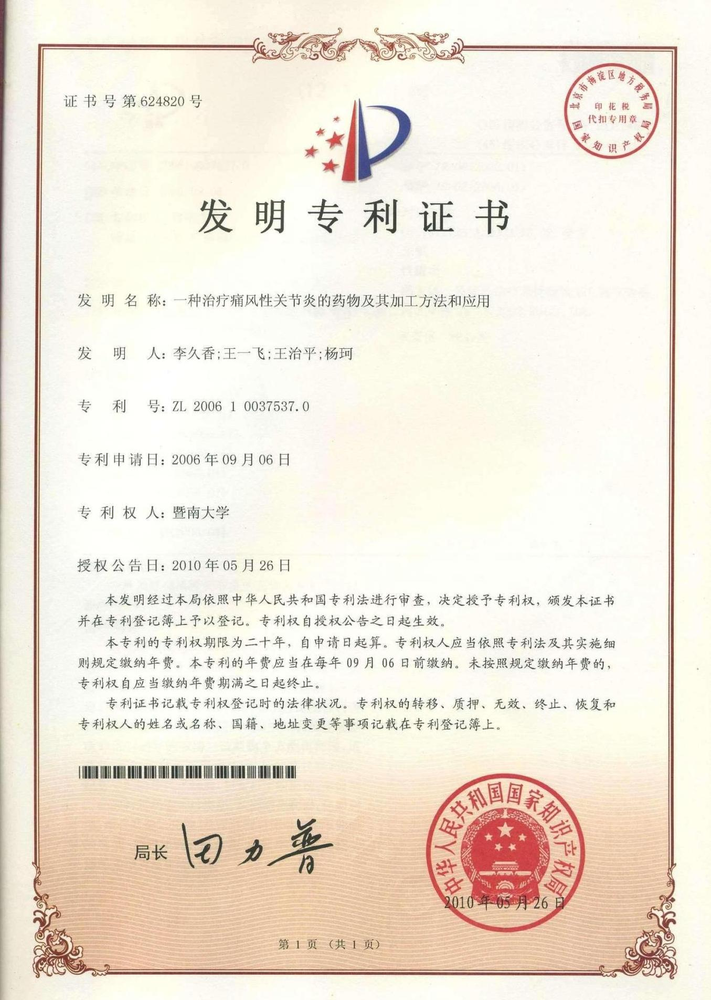 证书号第624820号
北京市海淀区地方税务局
印花税
代扣专用章
国家知识产权局
发明专利证书
发明名称：一种治疗痛风性关节炎的药物及其加工方法和应用
发明人：李久香;王一飞;王治平;杨珂
专利号：ZL 2006 1 0037537.0
专利申请日：2006年09月06日
专利权人：暨南大学
授权公告日：2010年05月26日
本发明经过本局依照中华人民共和国专利法进行审查，决定授予专利权，颁发本证书
并在专利登记簿上予以登记。专利权自授权公告之日起生效。
本专利的专利权期限为二十年，自申请日起算。专利权人应当依照专利法及其实施细
则规定缴纳年费。本专利的年费应当在每年09月06日前缴纳。未按照规定缴纳年费的，
专利权自应当缴纳年费期满之日起终止。
专利证书记载专利权登记时的法律状况。专利权的转移、质押、无效、终止、恢复和
专利权人的姓名或名称、国籍、地址变更等事项记载在专利登记簿上。
局长 田力普
中华人民共和国国家知识产权局
2010年05月26日
第1页（共1页）